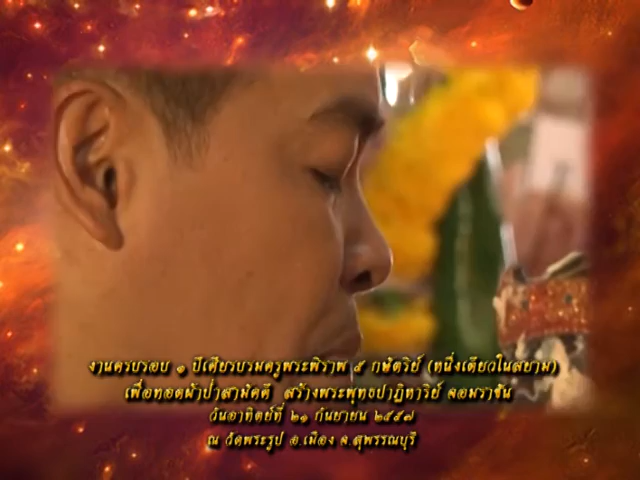 งานครบรอบ ๑ ปีเศียรบรมครูพระพิราพ ๕ กษัตริย์ (หนึ่งเดียวในสยาม)
เพื่อทอดผ้าป่าสามัคคี สร้างพระพุทธปาฏิหาริย์ จอมราชัน
วันอาทิตย์ที่ ๒๑ กันยายน ๒๕๕๗
ณ วัดพระรูป อ.เมือง จ.สุพรรณบุรี